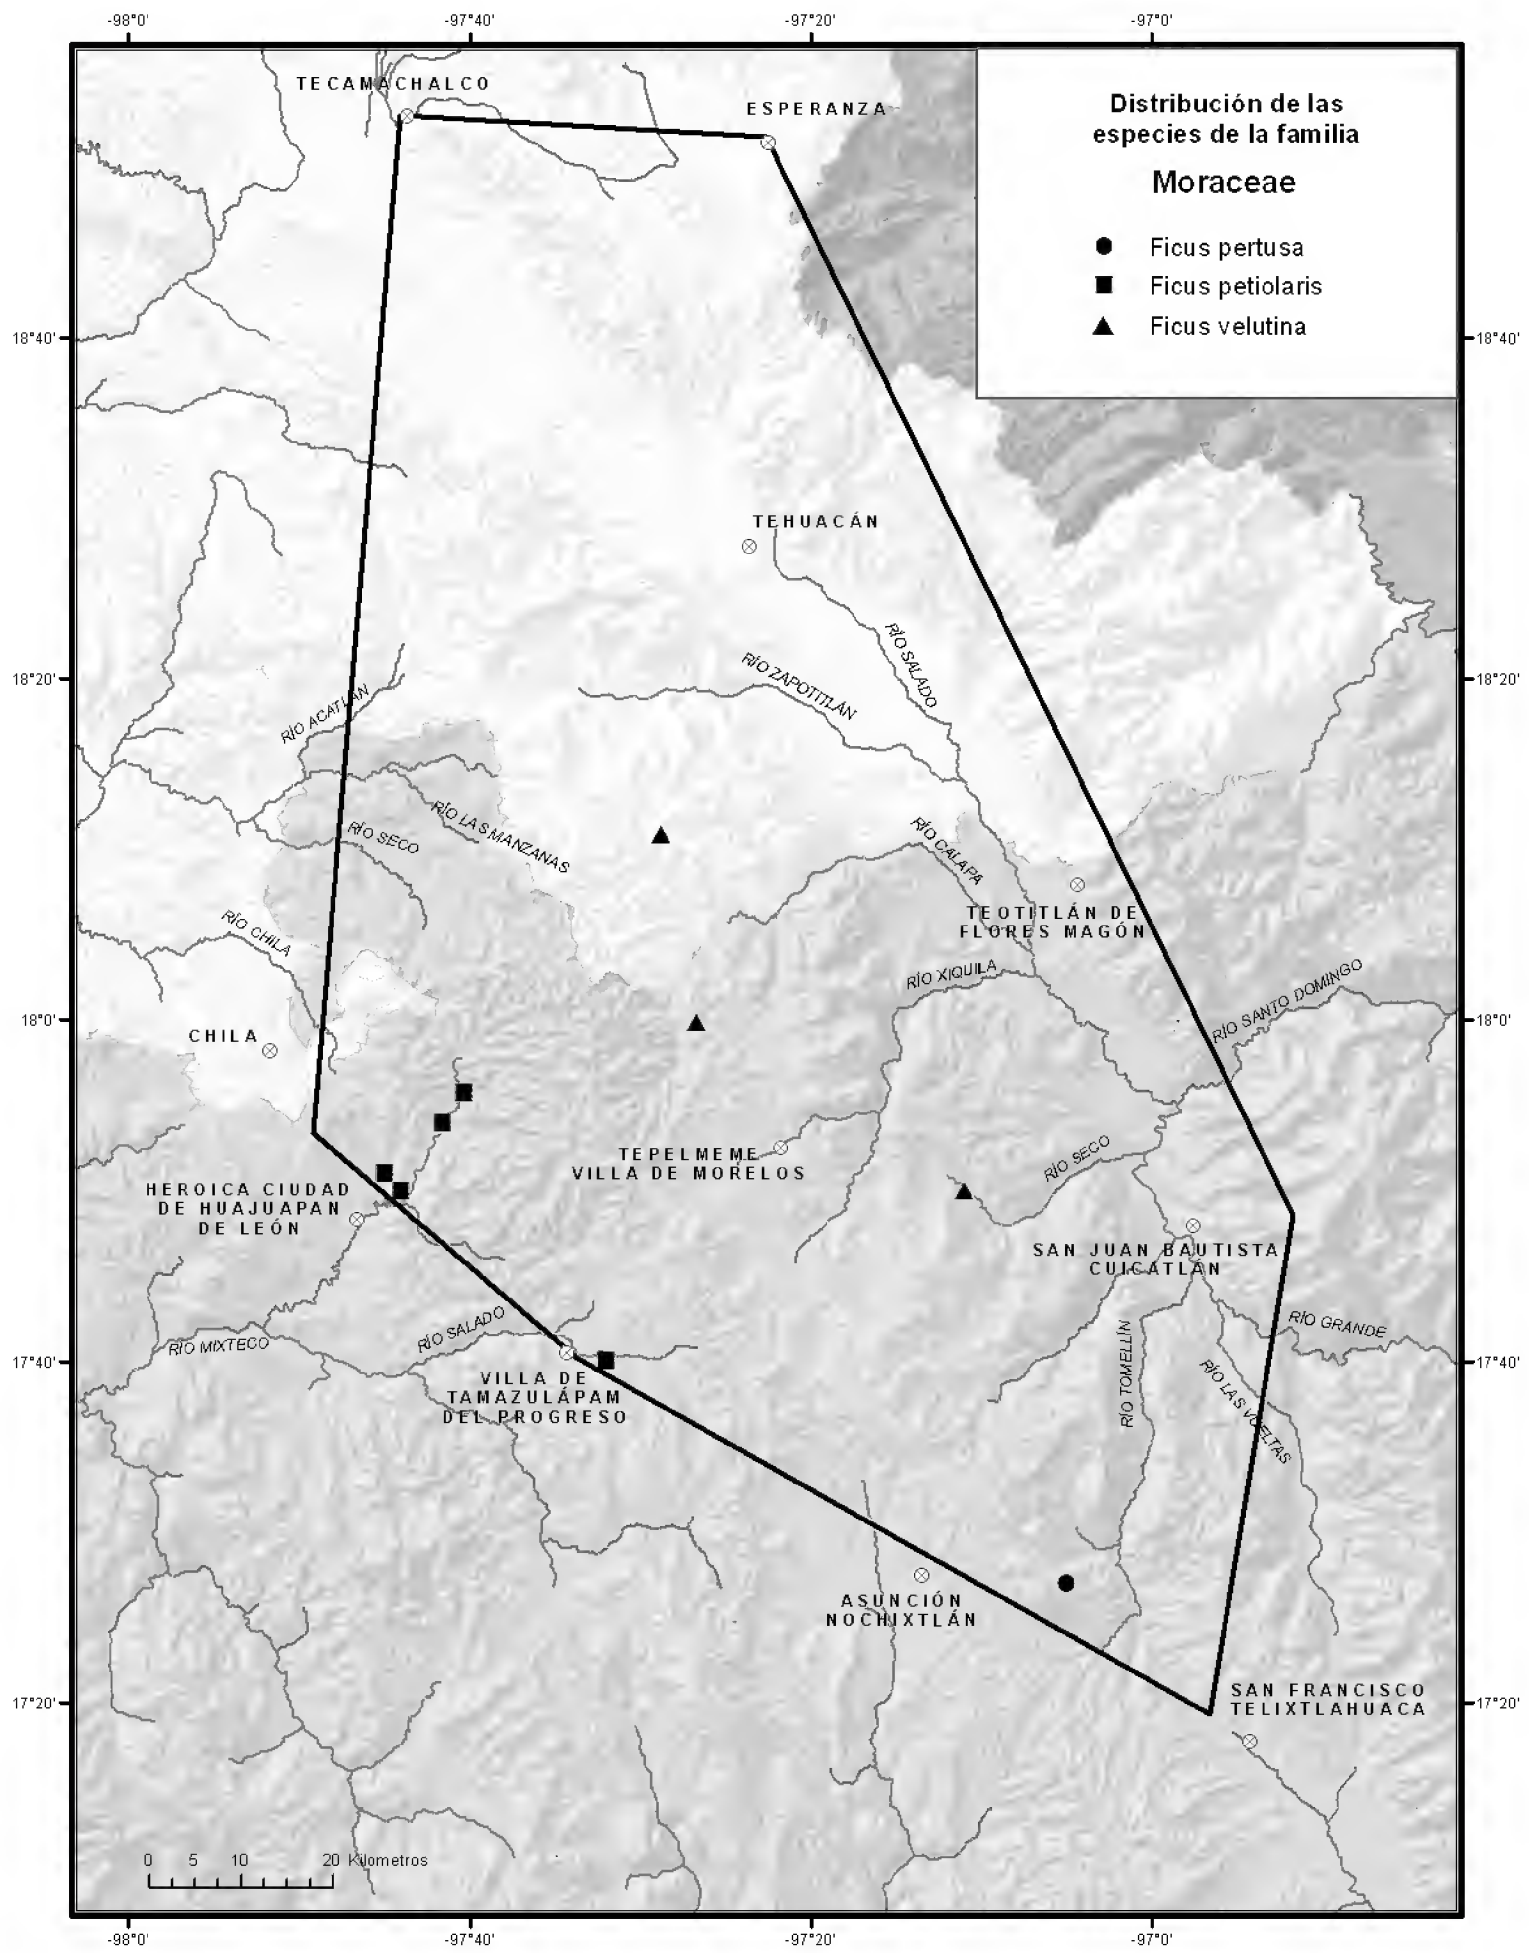 -98°0'
-97°40'
-97°20'
-97°0'
TECAMACHALCO
ESPERANZA
Distribución de las
especies de la familia
Moraceae
Ficus pertusa
Ficus petiolaris
Ficus velutina
18°40'
18°40'
TEHUACÁN
RÍO SALADO
RÍO ZAPOTITLÁN
18°20'
18°20'
RÍO ACATLÁN
RÍO LAS MANZANAS
RÍO SECO
RÍO CALAPA
RÍO CHILA
TEOTITLÁN DE
FLORES MAGÓN
RÍO XIQUILA
RÍO SANTO DOMINGO
18°0'
18°0'
CHILA
TEPELMEME
VILLA DE MORELOS
RÍO SECO
HEROICA CIUDAD
DE HUAJUAPAN
DE LEÓN
SAN JUAN BAUTISTA
CUICATLÁN
RÍO GRANDE
RÍO SALADO
RÍO MIXTECO
RÍO TOMELLÍN
RÍO LAS VUELTAS
17°40'
17°40'
VILLA DE
TAMAZULÁPAM
DEL PROGRESO
ASUNCIÓN
NOCHIXTLÁN
SAN FRANCISCO
TELIXTLAHUACA
17°20'
17°20'
0 5 10 20 Kilometros
-98°0'
-97°40'
-97°20'
-97°0'